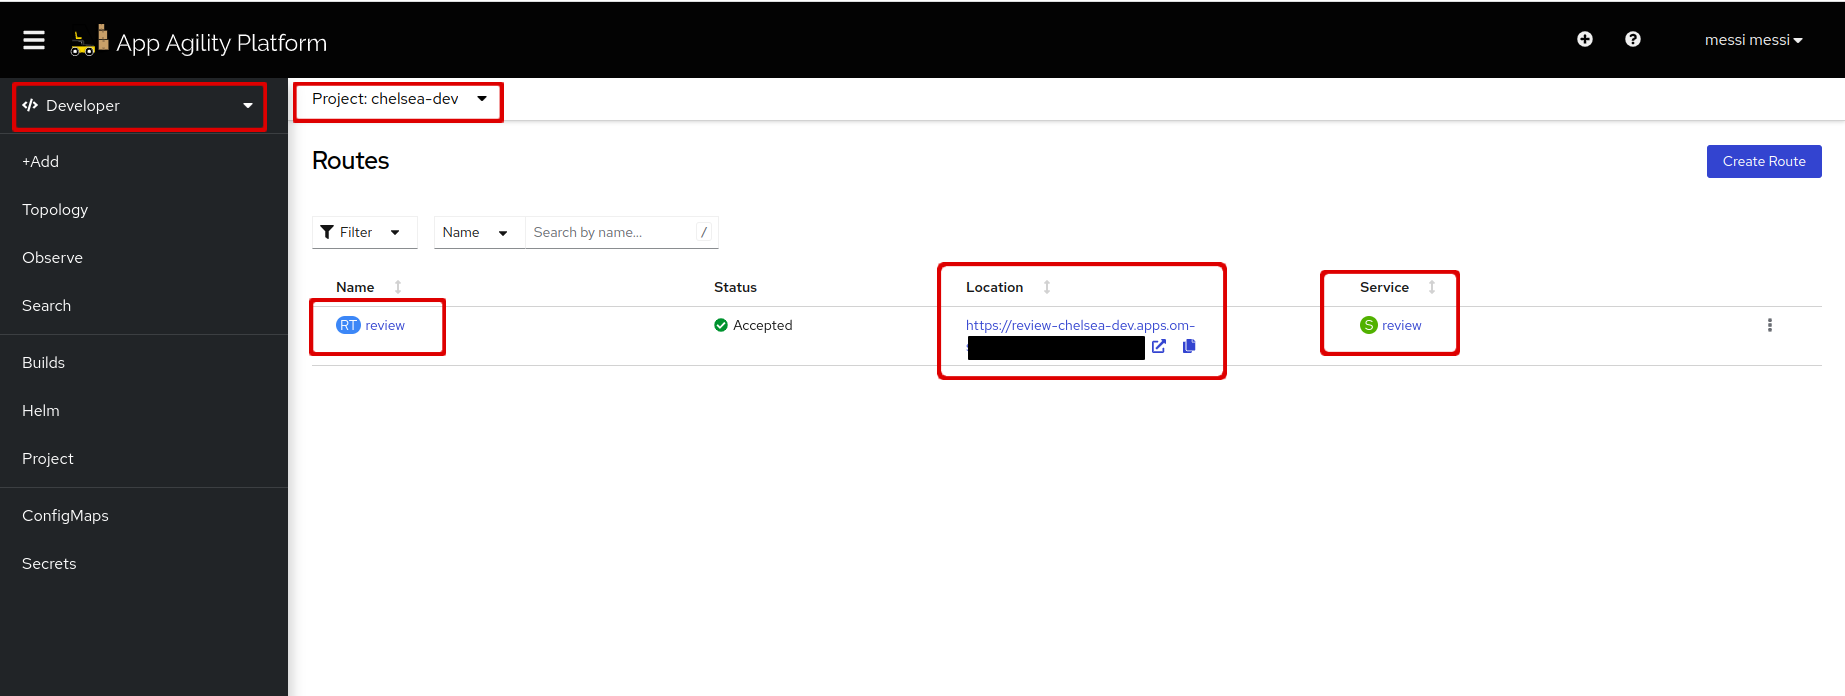 App Agility Platform
messi messi
Developer
Project: chelsea-dev
+Add
Topology
Observe
Search
Builds
Helm
Project
ConfigMaps
Secrets
Routes
Create Route
Filter
Name
Search by name...
/
Name Status Location Service
RT review Accepted https://review-chelsea-dev.apps.om- S review